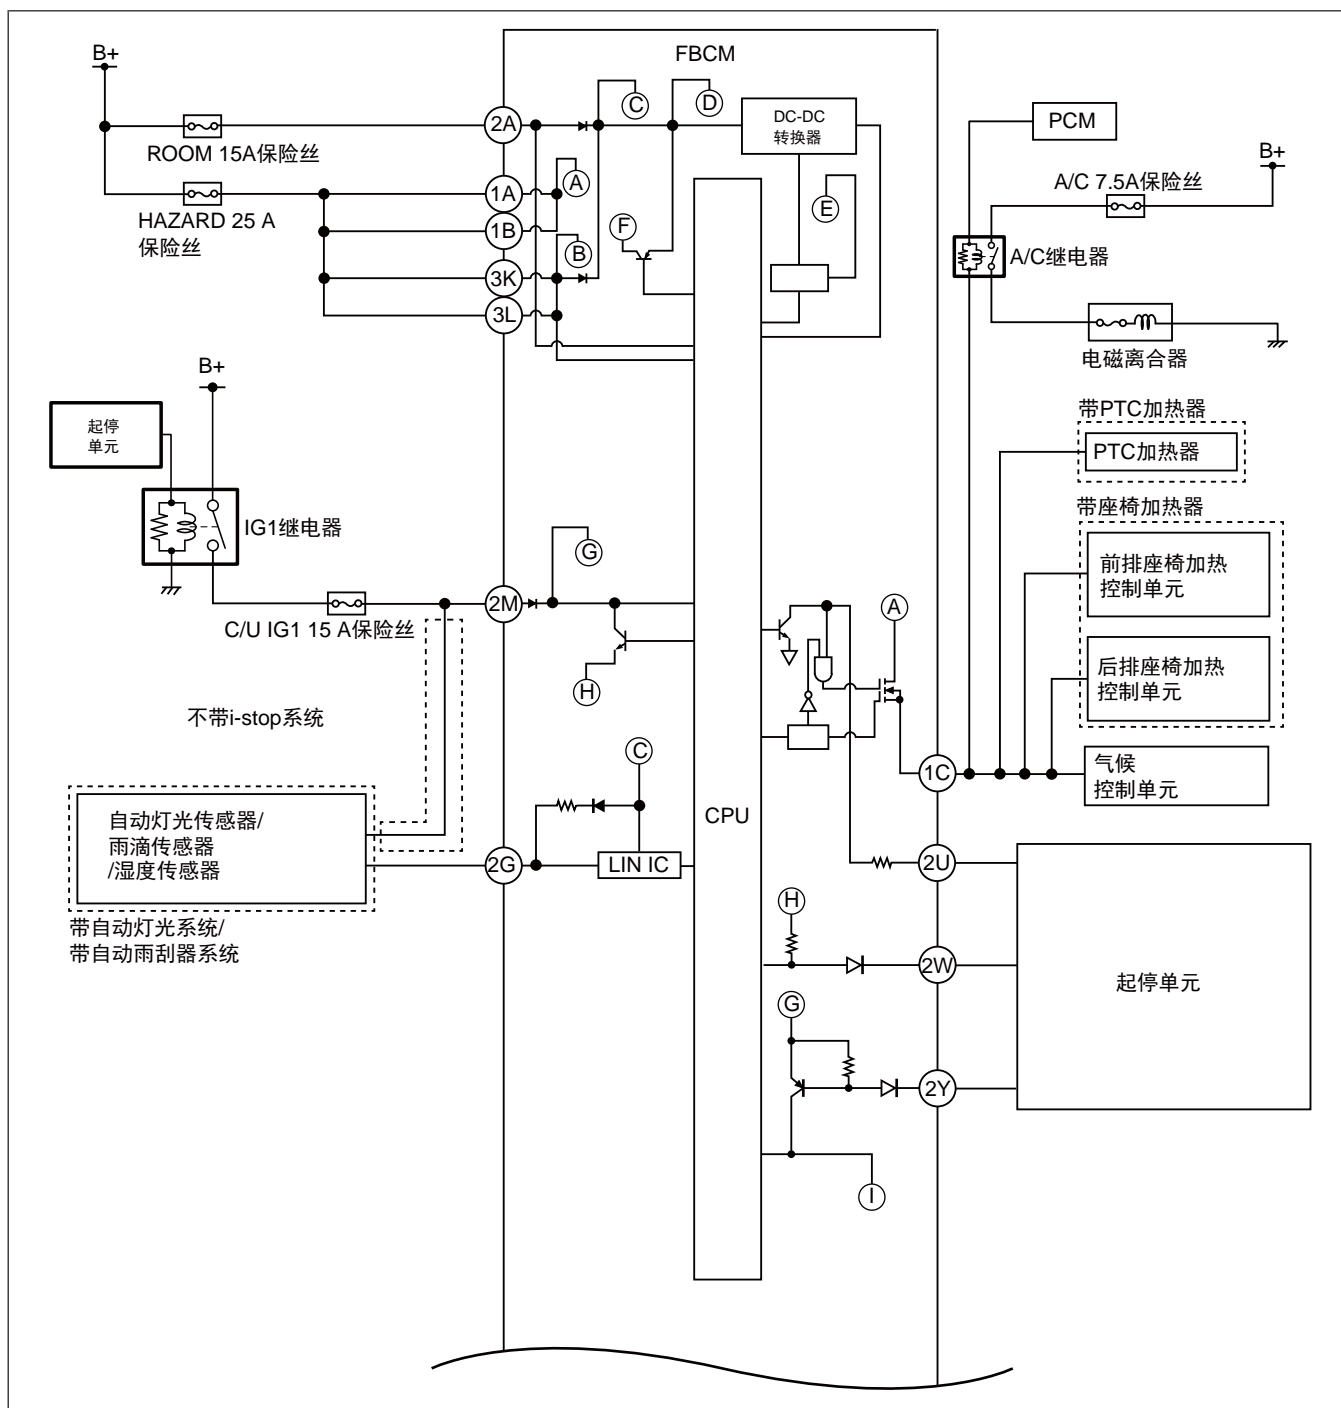 FBCM
B+
C
D
DC-DC
转换器
2A
ROOM 15A保险丝
A
1A
HAZARD 25 A
保险丝
1B
F
B
E
3K
3L
PCM
B+
A/C 7.5A保险丝
A/C继电器
电磁离合器
B+
起停
单元
IG1继电器
G
2M
C/U IG1 15 A保险丝
H
不带i-stop系统
C
自动灯光传感器/
雨滴传感器
/湿度传感器
2G
LIN IC
带自动灯光系统/
带自动雨刮器系统
CPU
带PTC加热器
PTC加热器
带座椅加热器
前排座椅加热
控制单元
后排座椅加热
控制单元
A
1C
气候
控制单元
2U
H
2W
起停单元
G
2Y
I